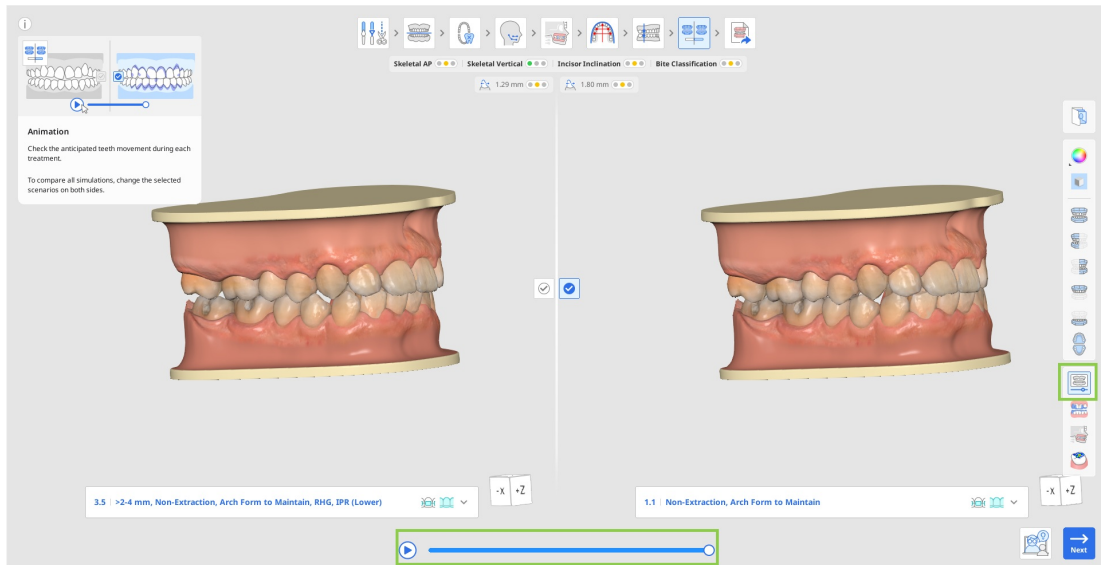 Skeletal AP | Skeletal Vertical | Incisor Inclination | Bite Classification
1.29 mm
1.80 mm
Animation
Check the anticipated teeth movement during each
treatment.
To compare all simulations, change the selected
scenarios on both sides.
3.5 | >2-4 mm, Non-Extraction, Arch Form to Maintain, RHG, IPR (Lower)
-X +Z
1.1 | Non-Extraction, Arch Form to Maintain
-X +Z
Next